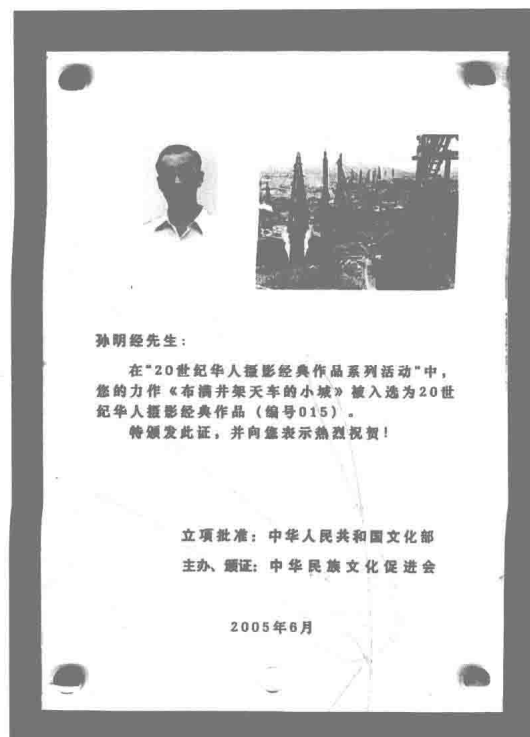 孙明经先生：
在“20世纪华人摄影经典作品系列活动”中，
您的力作《布满井架天车的小城》被入选为20世
纪华人摄影经典作品（编号015）。
特颁发此证，并向您表示热烈祝贺！
立项批准：中华人民共和国文化部
主办、颁证：中华民族文化促进会
2005年6月